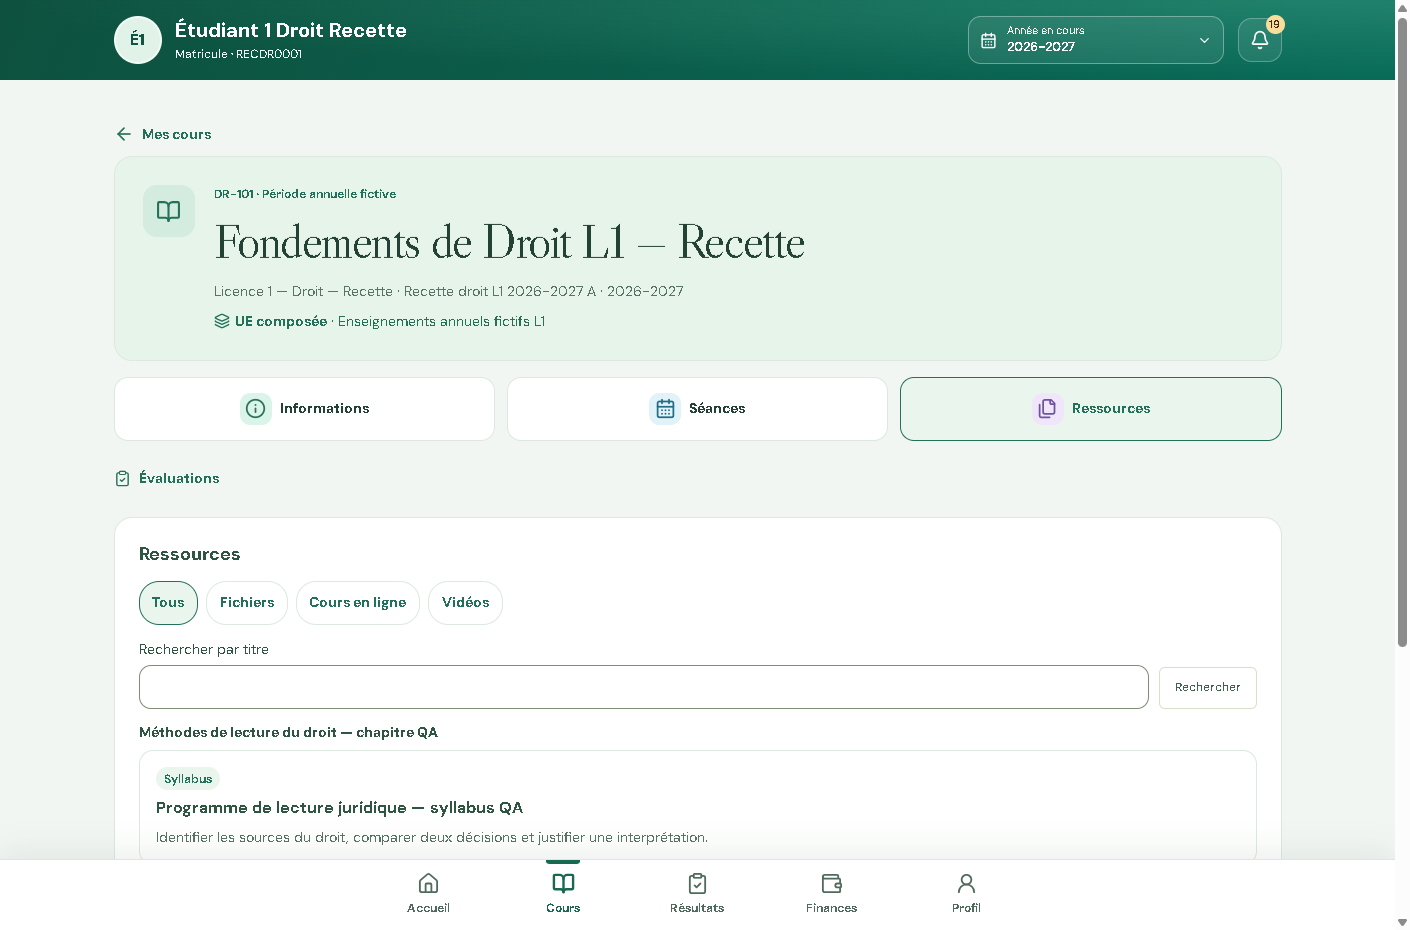 É1
Étudiant 1 Droit Recette
Matricule · RECDR0001
Année en cours
2026-2027
19
Mes cours
DR-101 · Période annuelle fictive
Fondements de Droit L1 — Recette
Licence 1 — Droit — Recette · Recette droit L1 2026-2027 A · 2026-2027
UE composée · Enseignements annuels fictifs L1
Informations
Séances
Ressources
Évaluations
Ressources
Tous
Fichiers
Cours en ligne
Vidéos
Rechercher par titre
Rechercher
Méthodes de lecture du droit — chapitre QA
Syllabus
Programme de lecture juridique — syllabus QA
Identifier les sources du droit, comparer deux décisions et justifier une interprétation.
Accueil
Cours
Résultats
Finances
Profil